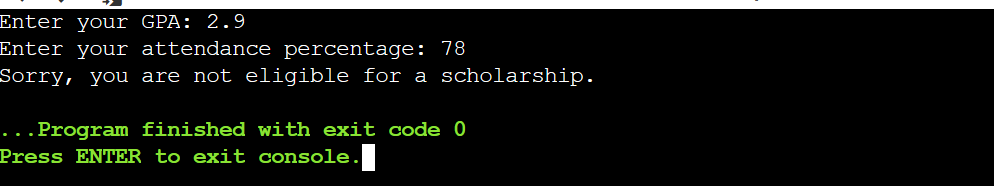 Enter your GPA: 2.9
Enter your attendance percentage: 78
Sorry, you are not eligible for a scholarship.
...Program finished with exit code 0
Press ENTER to exit console.